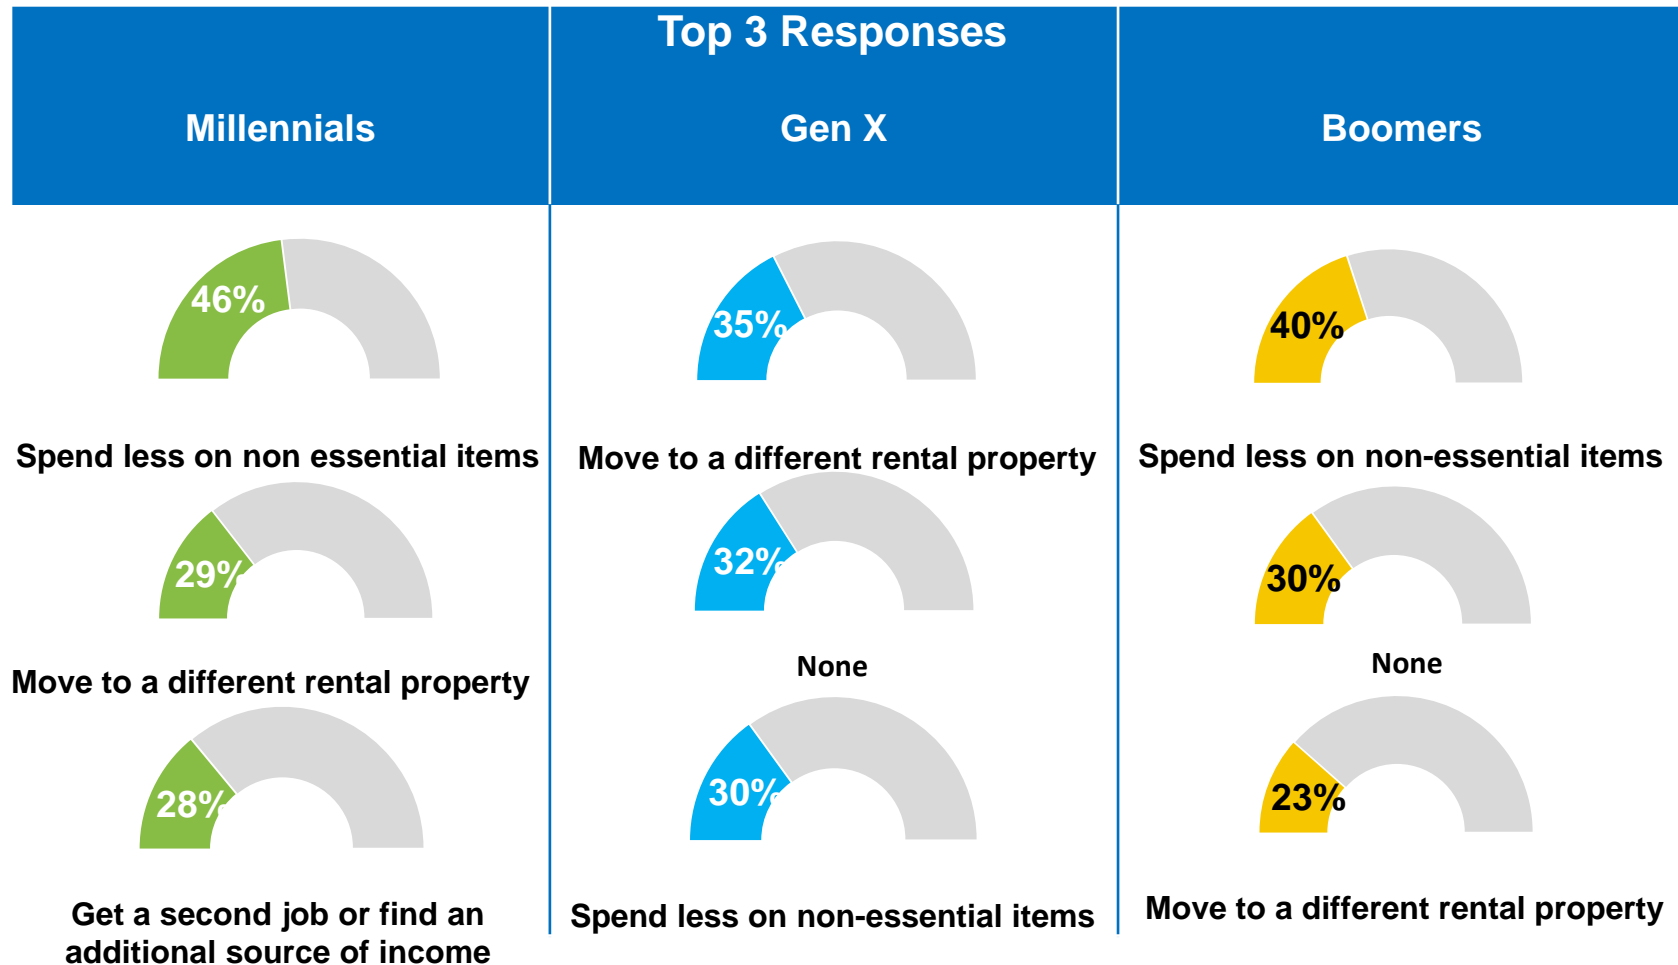 Top 3 Responses
Millennials
Gen X
Boomers
46%
Spend less on non essential items
29%
Move to a different rental property
28%
Get a second job or find an
additional source of income
35%
Move to a different rental property
32%
None
30%
Spend less on non-essential items
40%
Spend less on non-essential items
30%
None
23%
Move to a different rental property